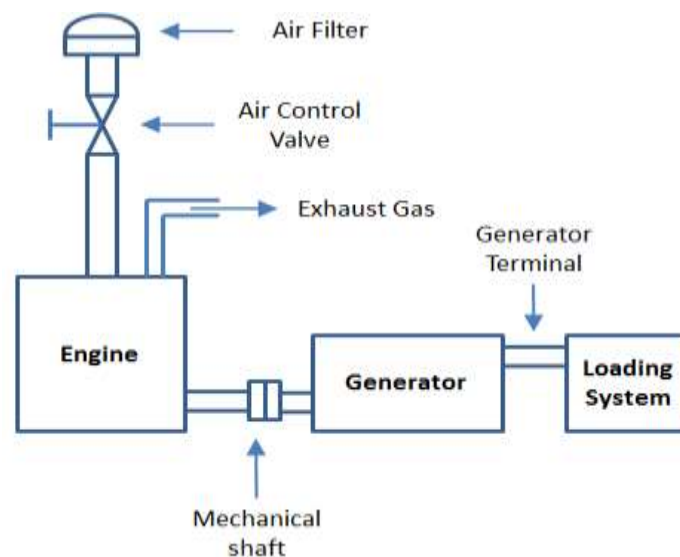 Air Filter
Air Control
Valve
Exhaust Gas
Generator
Terminal
Engine
Generator
Loading
System
Mechanical
shaft